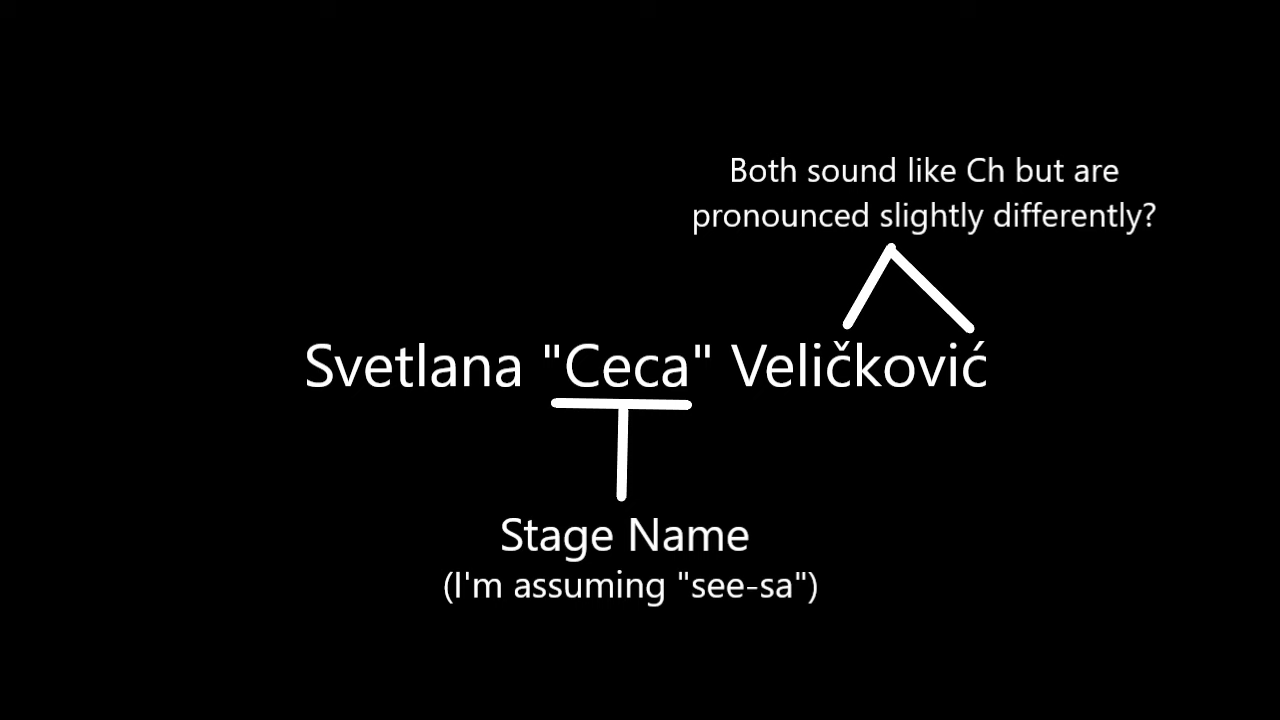 Both sound like Ch but are
pronounced slightly differently?
Svetlana "Ceca" Veličković
Stage Name
(I'm assuming "see-sa")